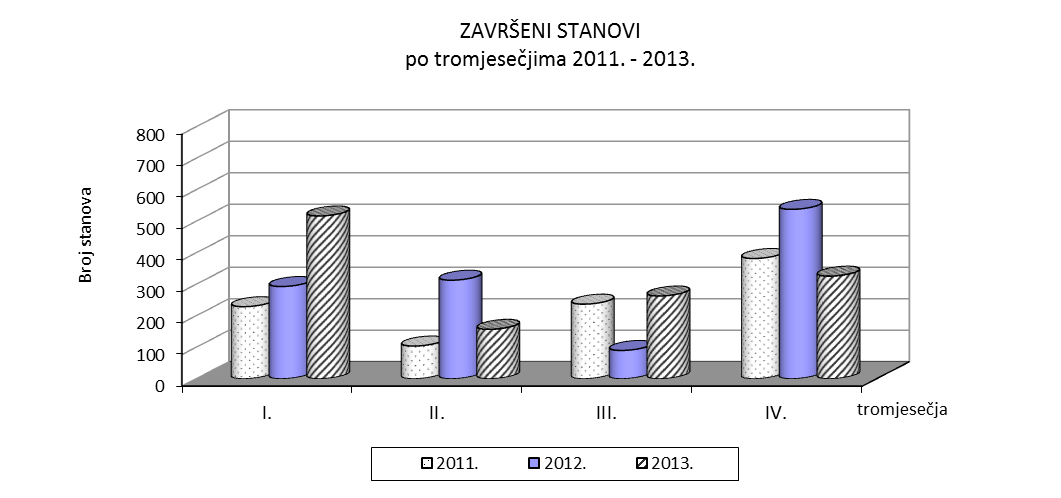 ZAVRŠENI STANOVI
po tromjesečjima 2011. - 2013.
Broj stanova
800
700
600
500
400
300
200
100
0
I.
II.
III.
IV.
tromjesečja
2011.
2012.
2013.